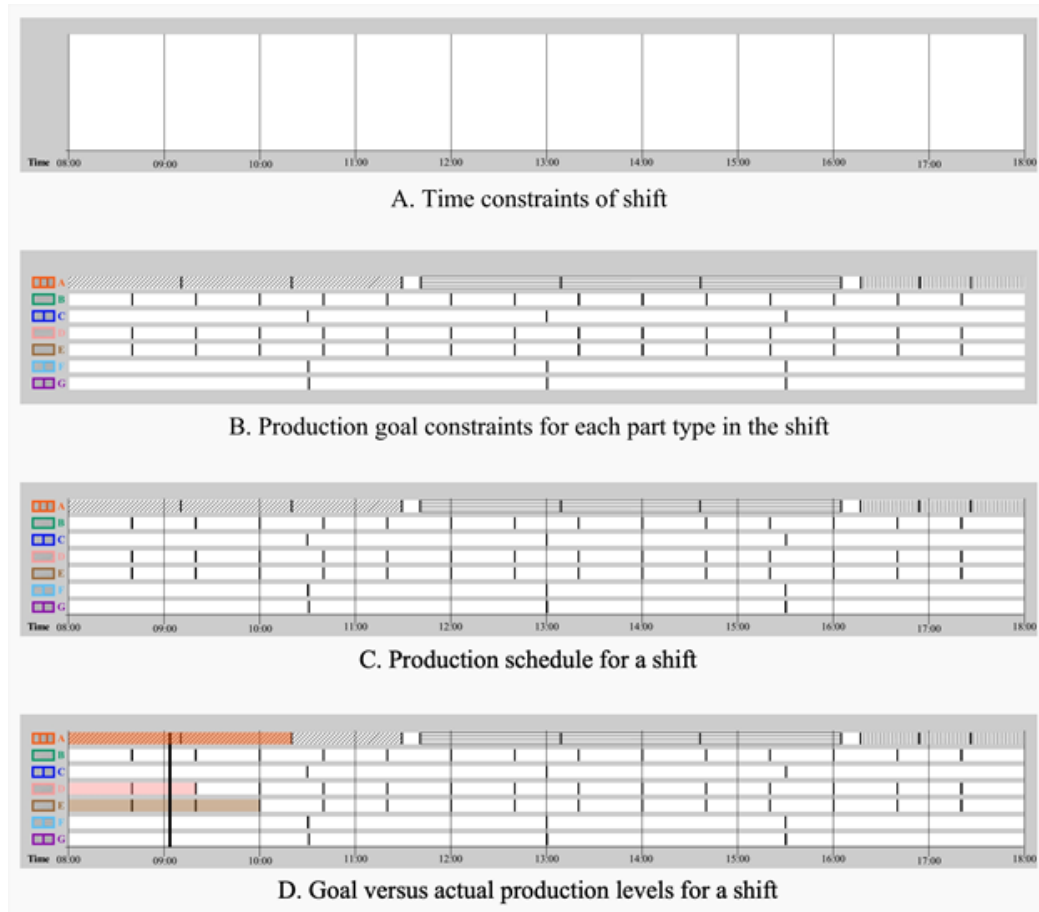 Time 08:00 09:00 10:00 11:00 12:00 13:00 14:00 15:00 16:00 17:00 18:00
A. Time constraints of shift
A
B
C
D
E
F
G
B. Production goal constraints for each part type in the shift
A
B
C
D
E
F
G
Time 08:00 09:00 10:00 11:00 12:00 13:00 14:00 15:00 16:00 17:00 18:00
C. Production schedule for a shift
A
B
C
D
E
F
G
Time 08:00 09:00 10:00 11:00 12:00 13:00 14:00 15:00 16:00 17:00 18:00
D. Goal versus actual production levels for a shift